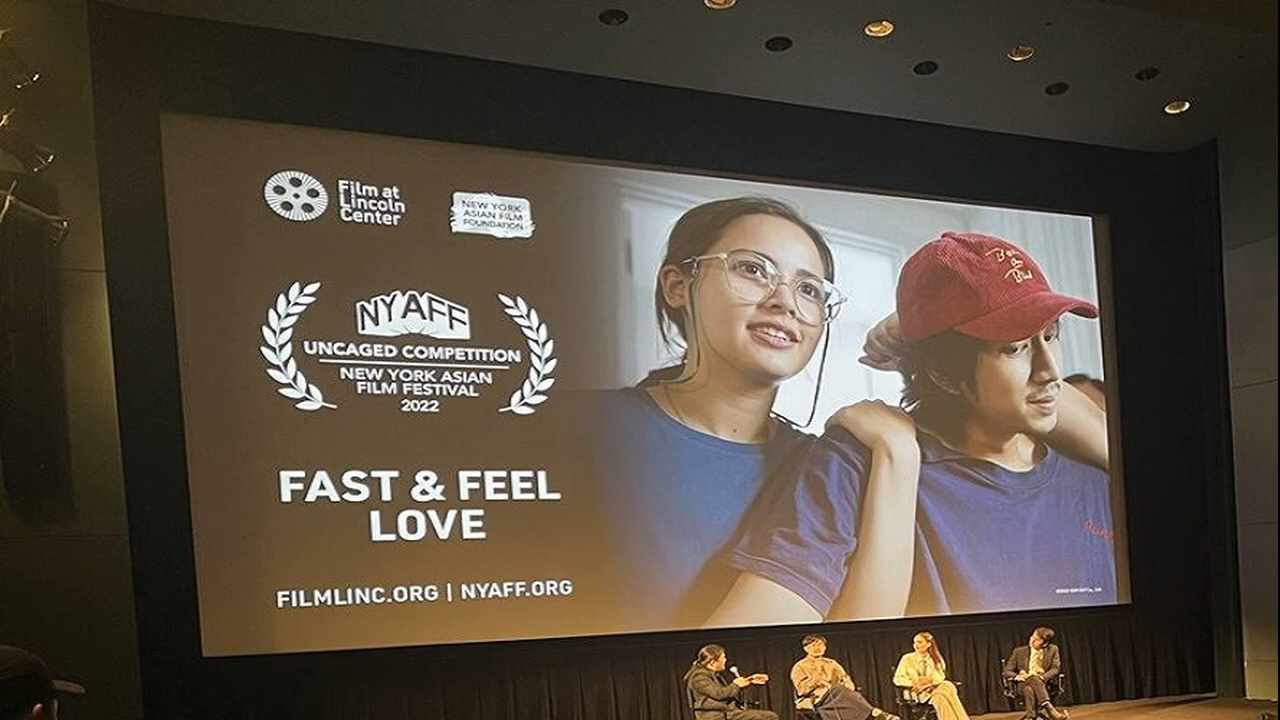 Film at
Lincoln
Center
NEW YORK
ASIAN FILM
FOUNDATION
NYAFF
UNCAGED COMPETITION
NEW YORK ASIAN
FILM FESTIVAL
2022
FAST & FEEL
LOVE
FILMLINC.ORG | NYAFF.ORG